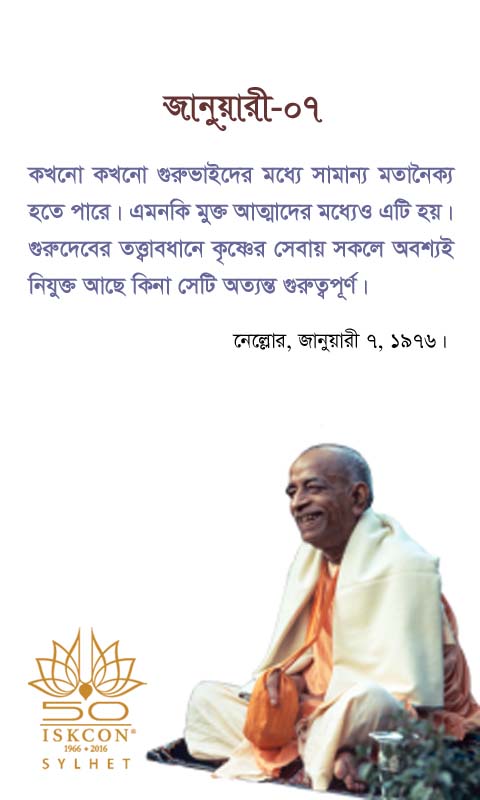 জানুয়ারী-০৭
কখনো কখনো গুরুভাইদের মধ্যে সামান্য মতানৈক্য
হতে পারে। এমনকি মুক্ত আত্মাদের মধ্যেও এটি হয়।
গুরুদেবের তত্ত্বাবধানে কৃষ্ণের সেবায় সকলে অবশ্যই
নিযুক্ত আছে কিনা সেটি অত্যন্ত গুরুত্বপূর্ণ।
নেল্লোর, জানুয়ারী ৭, ১৯৭৬।
50
ISKCON®
1966 • 2016
SYLHET